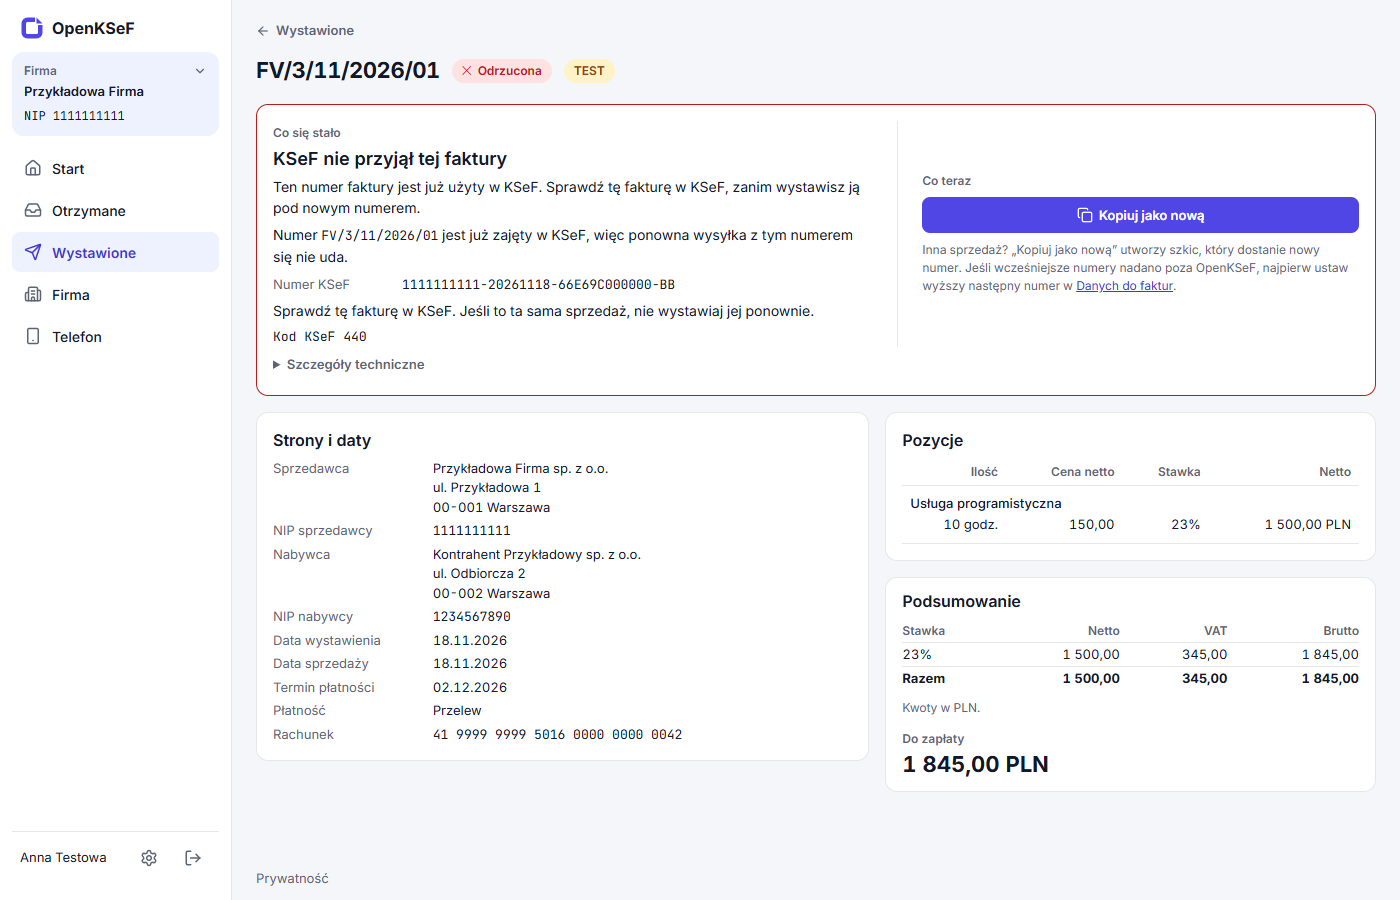 OpenKSeF
Firma
Przykładowa Firma
NIP 1111111111
Start
Otrzymane
Wystawione
Firma
Telefon
Anna Testowa
Wystawione
FV/3/11/2026/01 Odrzucona TEST
Co się stało
KSeF nie przyjął tej faktury
Ten numer faktury jest już użyty w KSeF. Sprawdź tę fakturę w KSeF, zanim wystawisz ją
pod nowym numerem.
Numer FV/3/11/2026/01 jest już zajęty w KSeF, więc ponowna wysyłka z tym numerem
się nie uda.
Numer KSeF 1111111111-20261118-66E69C000000-BB
Sprawdź tę fakturę w KSeF. Jeśli to ta sama sprzedaż, nie wystawiaj jej ponownie.
Kod KSeF 440
Szczegóły techniczne
Co teraz
Kopiuj jako nową
Inna sprzedaż? „Kopiuj jako nową” utworzy szkic, który dostanie nowy
numer. Jeśli wcześniejsze numery nadano poza OpenKSeF, najpierw ustaw
wyższy następny numer w Danych do faktur.
Strony i daty
Sprzedawca Przykładowa Firma sp. z o.o.
ul. Przykładowa 1
00-001 Warszawa
NIP sprzedawcy 1111111111
Nabywca Kontrahent Przykładowy sp. z o.o.
ul. Odbiorcza 2
00-002 Warszawa
NIP nabywcy 1234567890
Data wystawienia 18.11.2026
Data sprzedaży 18.11.2026
Termin płatności 02.12.2026
Płatność Przelew
Rachunek 41 9999 9999 5016 0000 0000 0042
Pozycje
Ilość Cena netto Stawka Netto
Usługa programistyczna
10 godz. 150,00 23% 1 500,00 PLN
Podsumowanie
Stawka Netto VAT Brutto
23% 1 500,00 345,00 1 845,00
Razem 1 500,00 345,00 1 845,00
Kwoty w PLN.
Do zapłaty
1 845,00 PLN
Prywatność